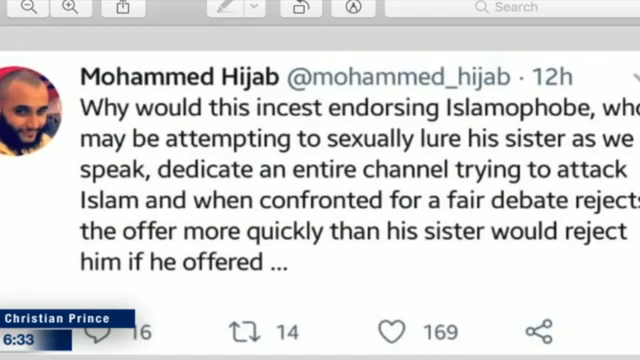 Search
Mohammed Hijab @mohammed_hijab · 12h
Why would this incest endorsing Islamophobe, who
may be attempting to sexually lure his sister as we
speak, dedicate an entire channel trying to attack
Islam and when confronted for a fair debate rejects
the offer more quickly than his sister would reject
him if he offered ...
16 14 169
Christian Prince
6:33